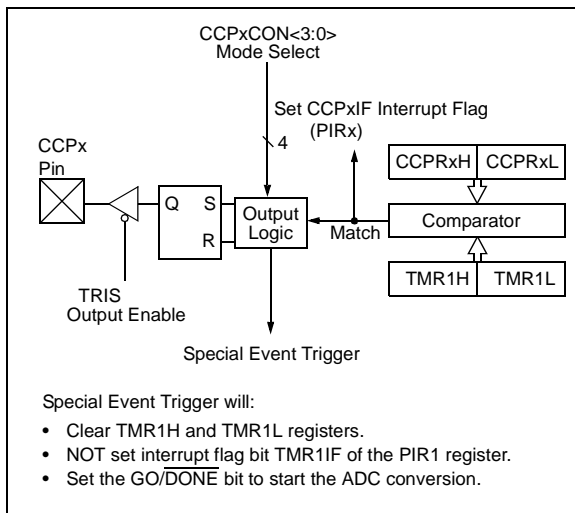 CCPxCON<3:0>
Mode Select
Set CCPxIF Interrupt Flag
(PIRx)
4
CCPx
Pin
CCPRxH CCPRxL
Q S
R
Output
Logic
Match
Comparator
TRIS
Output Enable
TMR1H TMR1L
Special Event Trigger
Special Event Trigger will:
• Clear TMR1H and TMR1L registers.
• NOT set interrupt flag bit TMR1IF of the PIR1 register.
• Set the GO/DONE bit to start the ADC conversion.